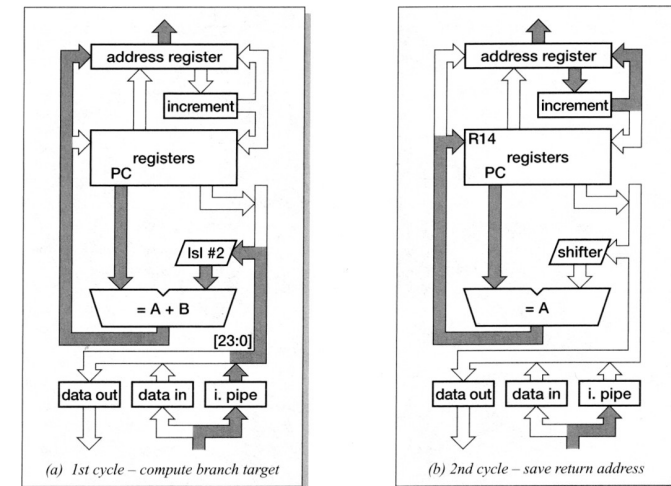 address register
increment
registers
PC
lsl #2
= A + B
[23:0]
data out
data in
i. pipe
(a) 1st cycle – compute branch target
address register
increment
R14
registers
PC
shifter
= A
data out
data in
i. pipe
(b) 2nd cycle – save return address